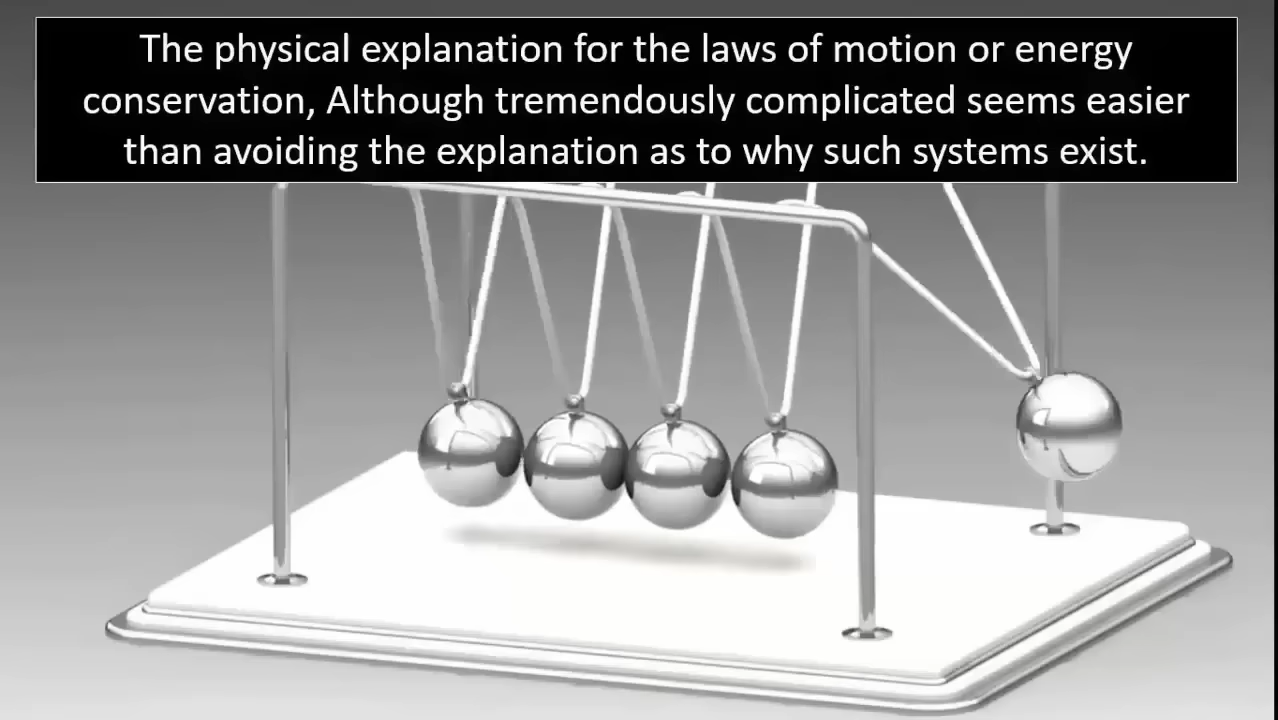 The physical explanation for the laws of motion or energy
conservation, Although tremendously complicated seems easier
than avoiding the explanation as to why such systems exist.